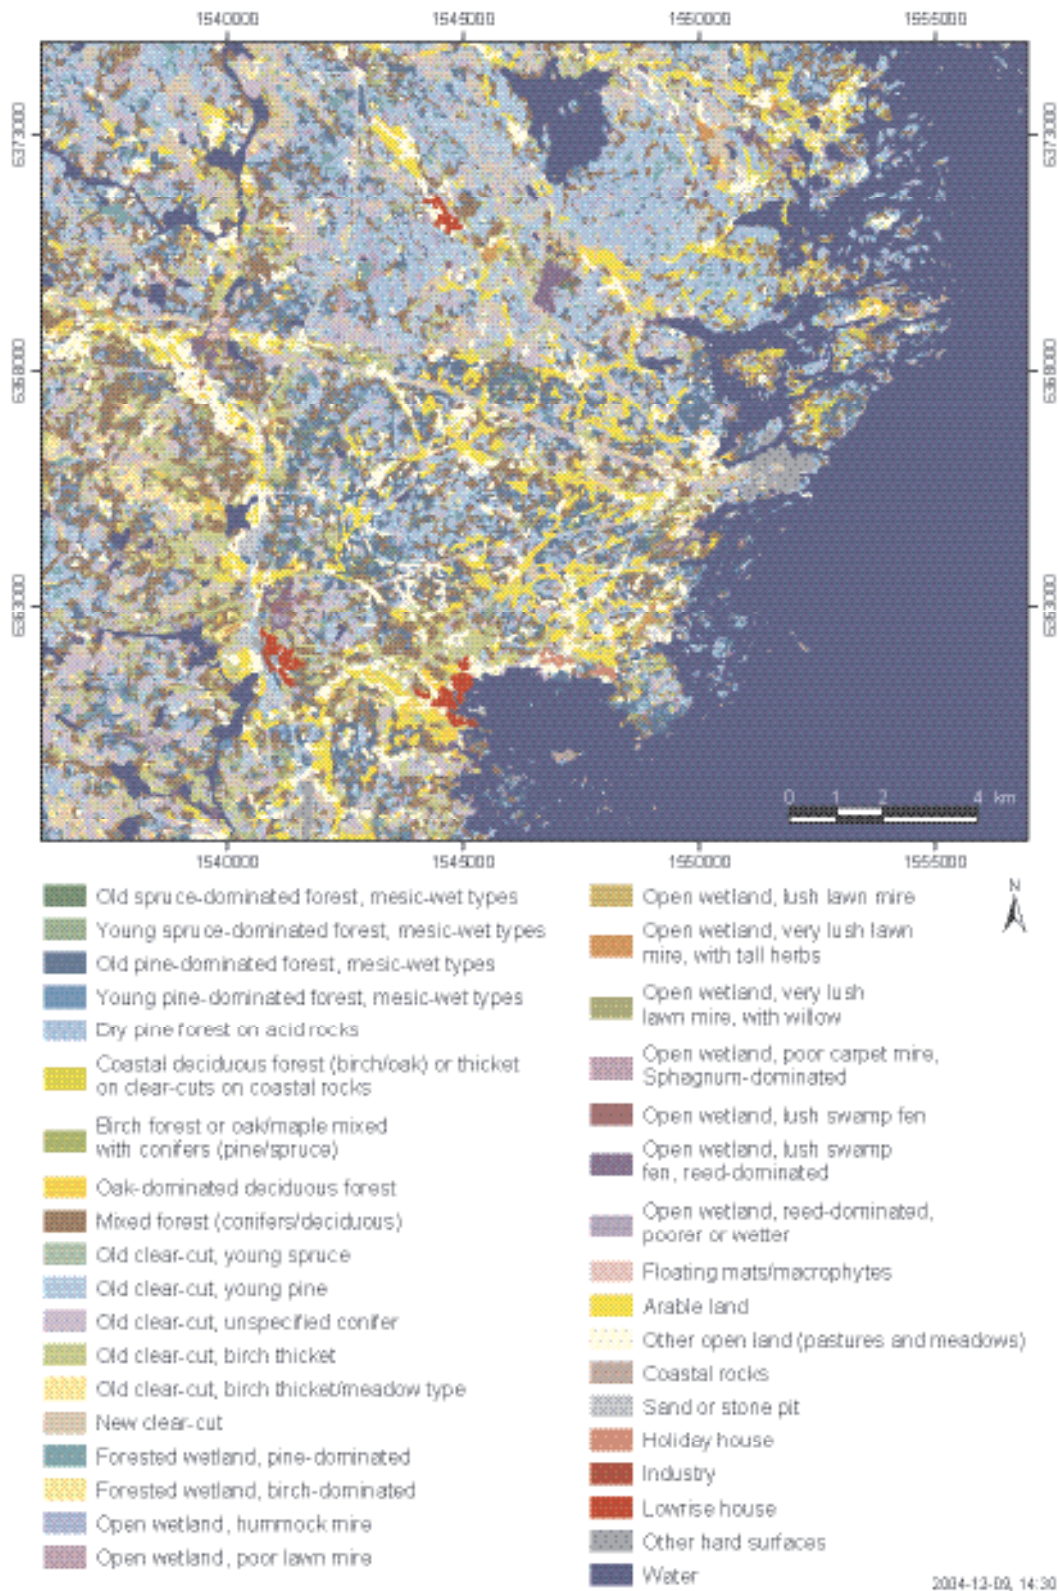 1540000 1545000 1550000 1555000
6373000 6373000
6368000 6368000
6363000 6363000
0 1 2 4 km
1540000 1545000 1550000 1555000
N
Old spruce-dominated forest, mesic-wet types
Young spruce-dominated forest, mesic-wet types
Old pine-dominated forest, mesic-wet types
Young pine-dominated forest, mesic-wet types
Dry pine forest on acid rocks
Coastal deciduous forest (birch/oak) or thicket
on clear-cuts on coastal rocks
Birch forest or oak/maple mixed
with conifers (pine/spruce)
Oak-dominated deciduous forest
Mixed forest (conifers/deciduous)
Old clear-cut, young spruce
Old clear-cut, young pine
Old clear-cut, unspecified conifer
Old clear-cut, birch thicket
Old clear-cut, birch thicket/meadow type
New clear-cut
Forested wetland, pine-dominated
Forested wetland, birch-dominated
Open wetland, hummock mire
Open wetland, poor lawn mire
Open wetland, lush lawn mire
Open wetland, very lush lawn
mire, with tall herbs
Open wetland, very lush
lawn mire, with willow
Open wetland, poor carpet mire,
Sphagnum-dominated
Open wetland, lush swamp fen
Open wetland, lush swamp
fen, reed-dominated
Open wetland, reed-dominated,
poorer or wetter
Floating mats/macrophytes
Arable land
Other open land (pastures and meadows)
Coastal rocks
Sand or stone pit
Holiday house
Industry
Lowrise house
Other hard surfaces
Water
2004-12-09, 14:30